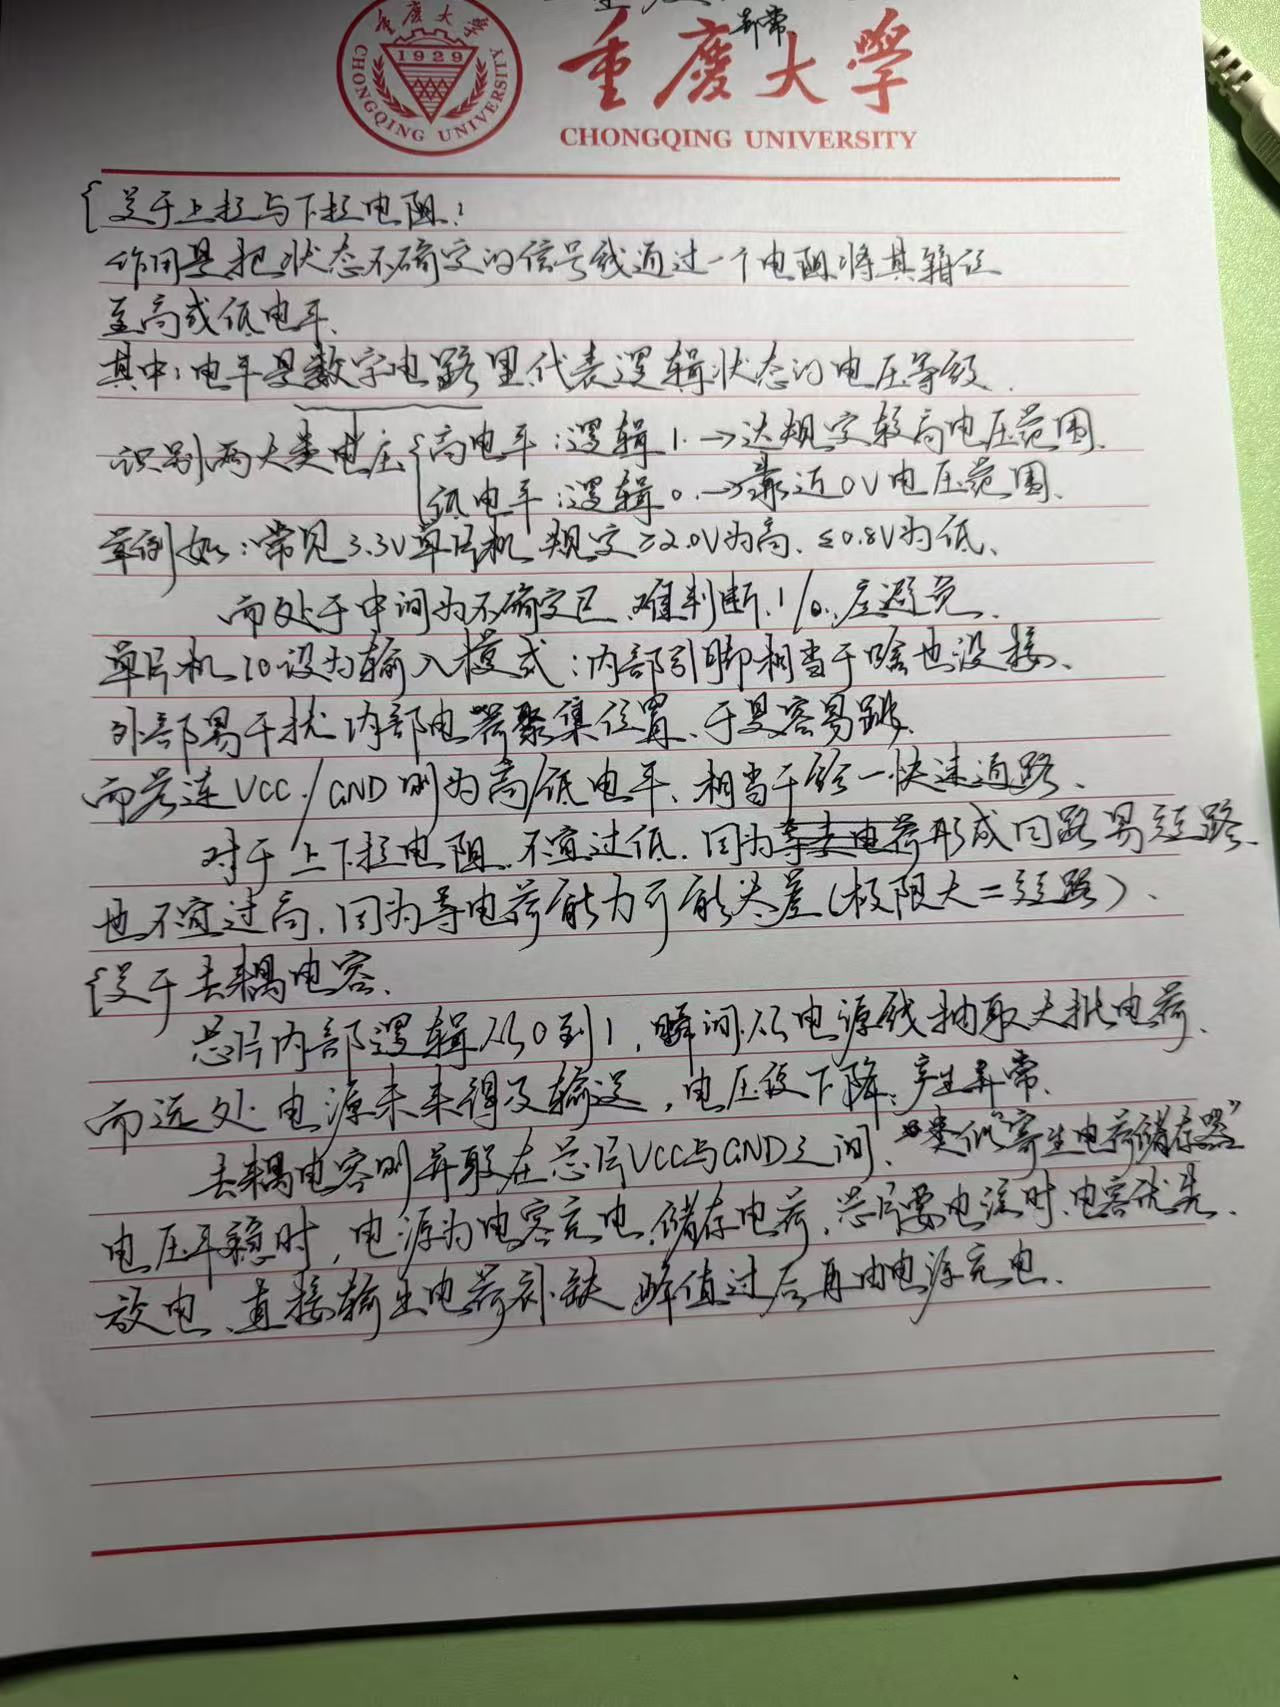 异常
重庆大学
1929
CHONGQING UNIVERSITY
重慶大學
CHONGQING UNIVERSITY
{关于上拉与下拉电阻：
作用是把状态不确定的信号线通过一个电阻将其箝位
至高或低电平.
其中：电平是数字电路里代表逻辑状态的电压等级.
识别两大类电压{高电平：逻辑1.→达规定较高电压范围.
低电平：逻辑0.→靠近0V电压范围.
举例如：常见3.3V单片机 规定≥2.0V为高、≤0.8V为低、
而处于中间为不确定区.难判断.1/0.应避免.
单片机IO设为输入模式：内部引脚相当于啥也没接、
外部易干扰内部电荷聚集位置、于是容易跳.
而若连VCC/GND则为高/低电平、相当于给一快速通路、
对于上下拉电阻.不宜过低.因为形成回路易短路.
也不宜过高.因为导电荷能力可能太差(极限大=短路).
{关于去耦电容.
芯片内部逻辑从0到1，瞬间从电源线抽取大批电荷.
而远处电源未来得及输送，电压役下降，产生异常.
去耦电容则并联在芯片VCC与GND之间、类似“寄生电荷储存器”
电压平稳时，电源为电容充电.储存电荷.芯片要电流时.电容优先.
放电、直接输出电荷补缺.峰值过后再由电源充电.